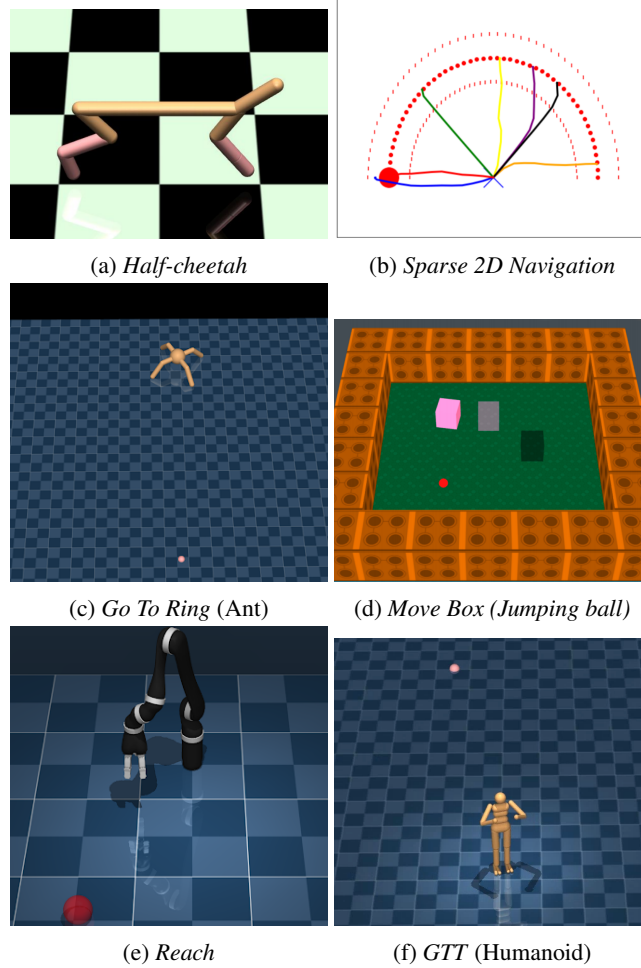 (a) Half-cheetah
(b) Sparse 2D Navigation
(c) Go To Ring (Ant)
(d) Move Box (Jumping ball)
(e) Reach
(f) GTT (Humanoid)